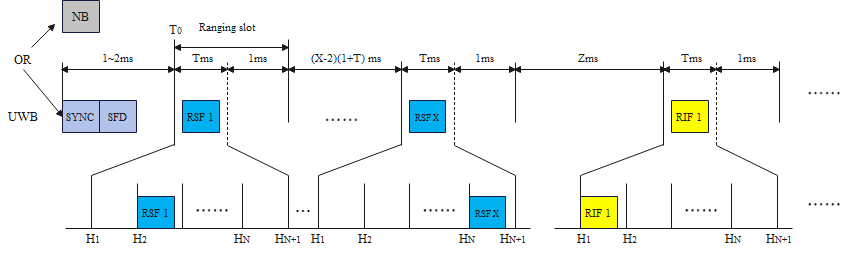 NB
T0
Ranging slot
OR
1~2ms
Tms
1ms
(X-2)(1+T) ms
Tms
1ms
Zms
Tms
1ms
UWB
SYNC
SFD
RSF 1
......
RSF X
RIF 1
......
RSF 1
......
...
......
RSF X
RIF 1
......
......
H1
H2
HN
HN+1
H1
H2
HN
HN+1
H1
H2
HN
HN+1